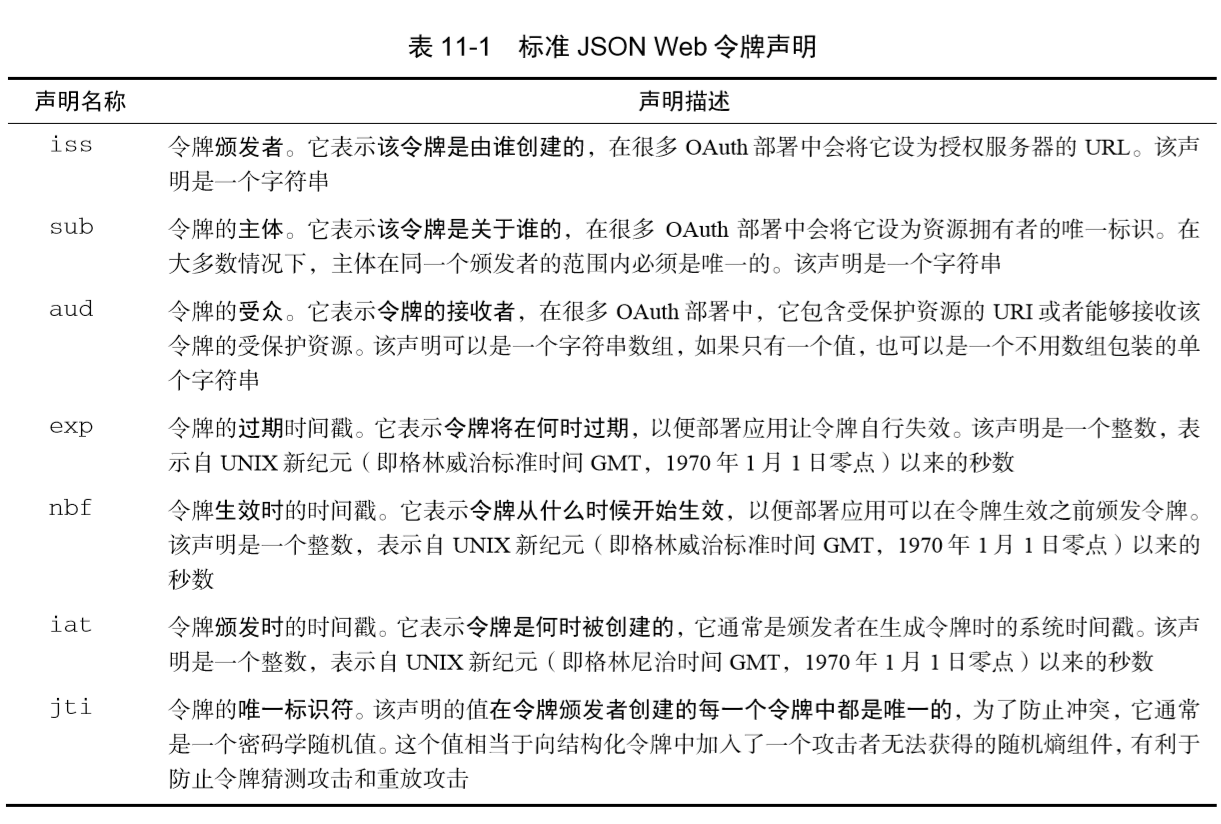 表 11-1 标准 JSON Web 令牌声明
声明名称 声明描述
iss 令牌颁发者。它表示该令牌是由谁创建的，在很多 OAuth 部署中会将它设为授权服务器的 URL。该声
明是一个字符串
sub 令牌的主体。它表示该令牌是关于谁的，在很多 OAuth 部署中会将它设为资源拥有者的唯一标识。在
大多数情况下，主体在同一个颁发者的范围内必须是唯一的。该声明是一个字符串
aud 令牌的受众。它表示令牌的接收者，在很多 OAuth 部署中，它包含受保护资源的 URI 或者能够接收该
令牌的受保护资源。该声明可以是一个字符串数组，如果只有一个值，也可以是一个不用数组包装的单
个字符串
exp 令牌的过期时间戳。它表示令牌将在何时过期，以便部署应用让令牌自行失效。该声明是一个整数，表
示自 UNIX 新纪元（即格林威治标准时间 GMT，1970 年 1 月 1 日零点）以来的秒数
nbf 令牌生效时的时间戳。它表示令牌从什么时候开始生效，以便部署应用可以在令牌生效之前颁发令牌。
该声明是一个整数，表示自 UNIX 新纪元（即格林威治标准时间 GMT，1970 年 1 月 1 日零点）以来的
秒数
iat 令牌颁发时的时间戳。它表示令牌是何时被创建的，它通常是颁发者在生成令牌时的系统时间戳。该声
明是一个整数，表示自 UNIX 新纪元（即格林尼治时间 GMT，1970 年 1 月 1 日零点）以来的秒数
jti 令牌的唯一标识符。该声明的值在令牌颁发者创建的每一个令牌中都是唯一的，为了防止冲突，它通常
是一个密码学随机值。这个值相当于向结构化令牌中加入了一个攻击者无法获得的随机熵组件，有利于
防止令牌猜测攻击和重放攻击